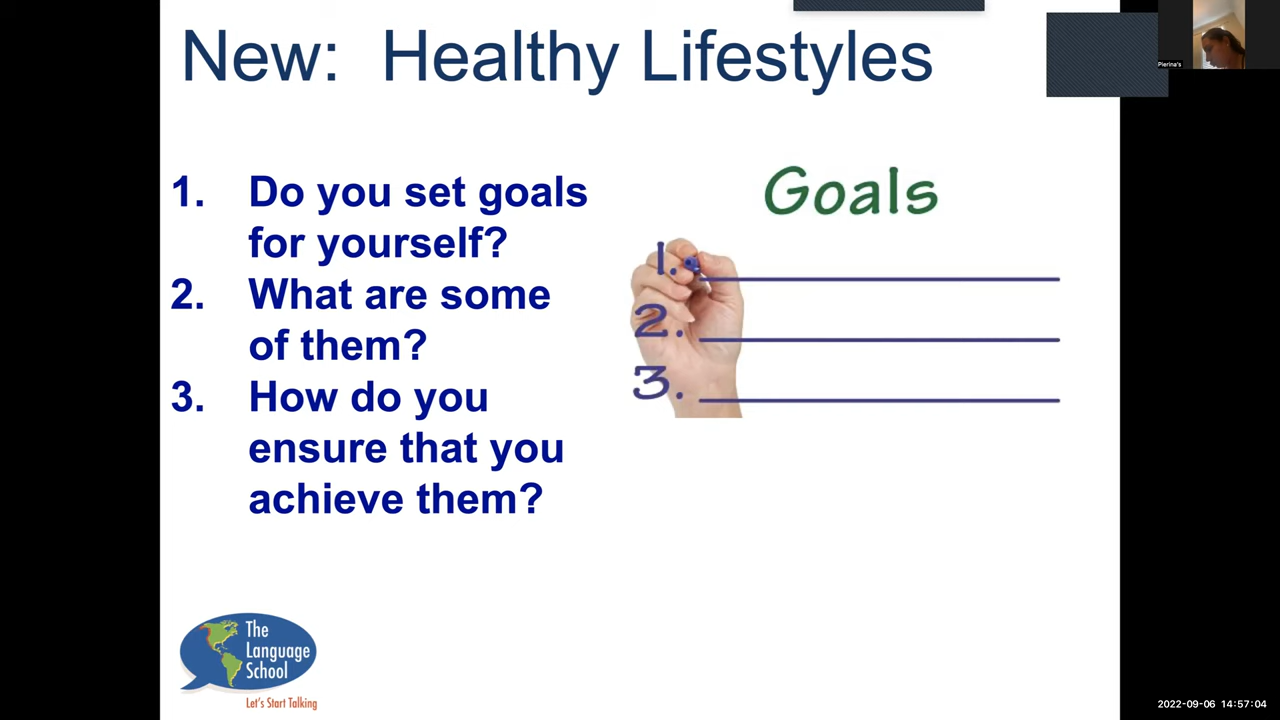 New: Healthy Lifestyles
Pierina's
1. Do you set goals
for yourself?
2. What are some
of them?
3. How do you
ensure that you
achieve them?
Goals
1.
2.
3.
The
Language
School
Let's Start Talking
2022-09-06 14:57:04